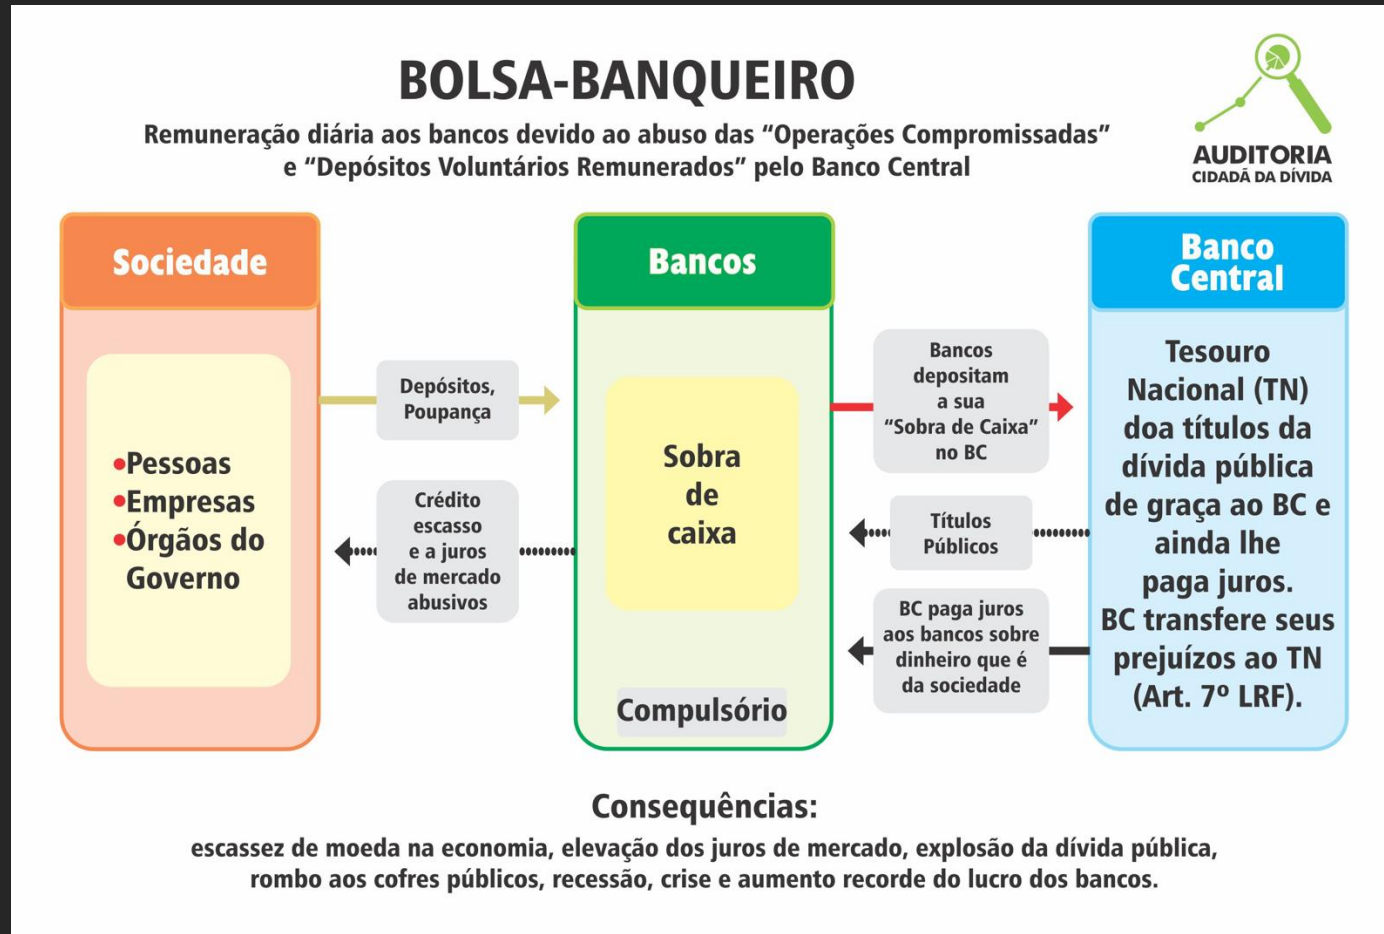 BOLSA-BANQUEIRO
Remuneração diária aos bancos devido ao abuso das “Operações Compromissadas”
e “Depósitos Voluntários Remunerados” pelo Banco Central
AUDITORIA
CIDADÃ DA DÍVIDA
Sociedade
•Pessoas
•Empresas
•Órgãos do
Governo
Depósitos,
Poupança
Crédito
escasso
e a juros
de mercado
abusivos
Bancos
Sobra
de
caixa
Compulsório
Bancos
depositam
a sua
“Sobra de Caixa”
no BC
Títulos
Públicos
BC paga juros
aos bancos sobre
dinheiro que é
da sociedade
Banco
Central
Tesouro
Nacional (TN)
doa títulos da
dívida pública
de graça ao BC e
ainda lhe
paga juros.
BC transfere seus
prejuízos ao TN
(Art. 7º LRF).
Consequências:
escassez de moeda na economia, elevação dos juros de mercado, explosão da dívida pública,
rombo aos cofres públicos, recessão, crise e aumento recorde do lucro dos bancos.